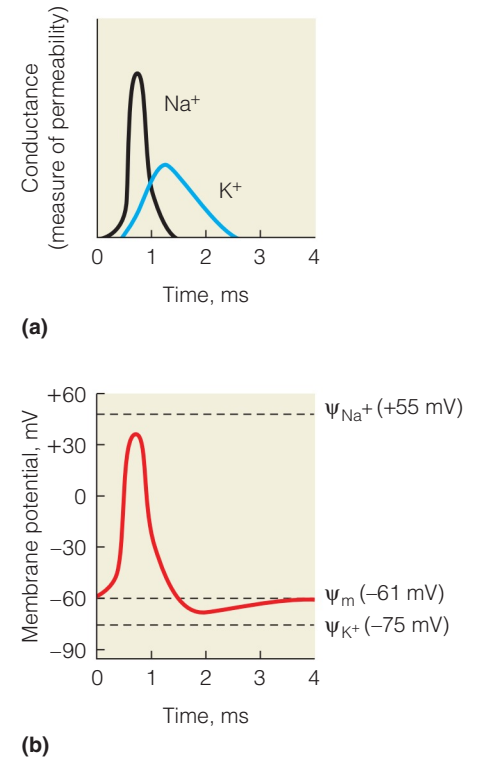 Conductance
(measure of permeability)
Na⁺
K⁺
0 1 2 3 4
Time, ms
(a)
Membrane potential, mV
+60
+30
0
−30
−60
−90
ψNa⁺ (+55 mV)
ψm (−61 mV)
ψK⁺ (−75 mV)
0 1 2 3 4
Time, ms
(b)